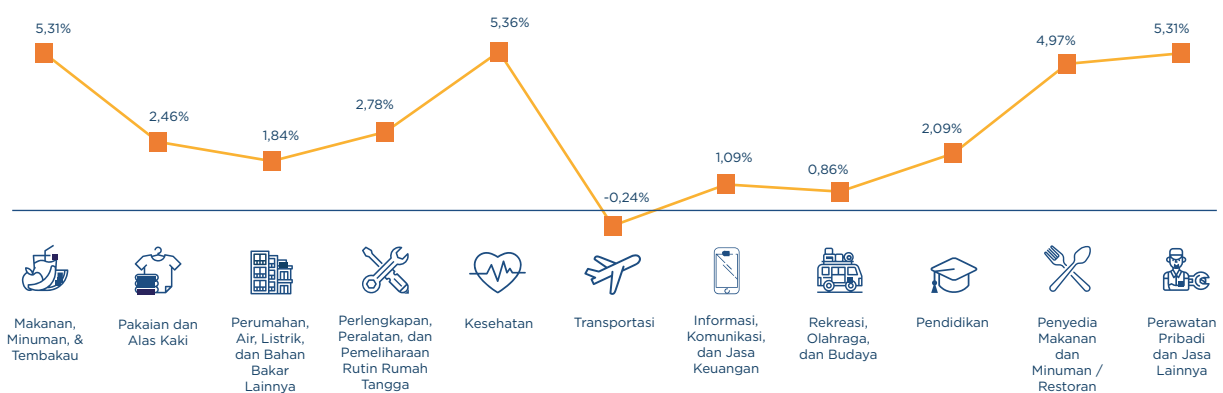 5,31%
2,46%
1,84%
2,78%
5,36%
-0,24%
1,09%
0,86%
2,09%
4,97%
5,31%
Makanan,
Minuman, &
Tembakau
Pakaian dan
Alas Kaki
Perumahan,
Air, Listrik,
dan Bahan
Bakar
Lainnya
Perlengkapan,
Peralatan, dan
Pemeliharaan
Rutin Rumah
Tangga
Kesehatan
Transportasi
Informasi,
Komunikasi,
dan Jasa
Keuangan
Rekreasi,
Olahraga,
dan Budaya
Pendidikan
Penyedia
Makanan
dan
Minuman /
Restoran
Perawatan
Pribadi
dan Jasa
Lainnya